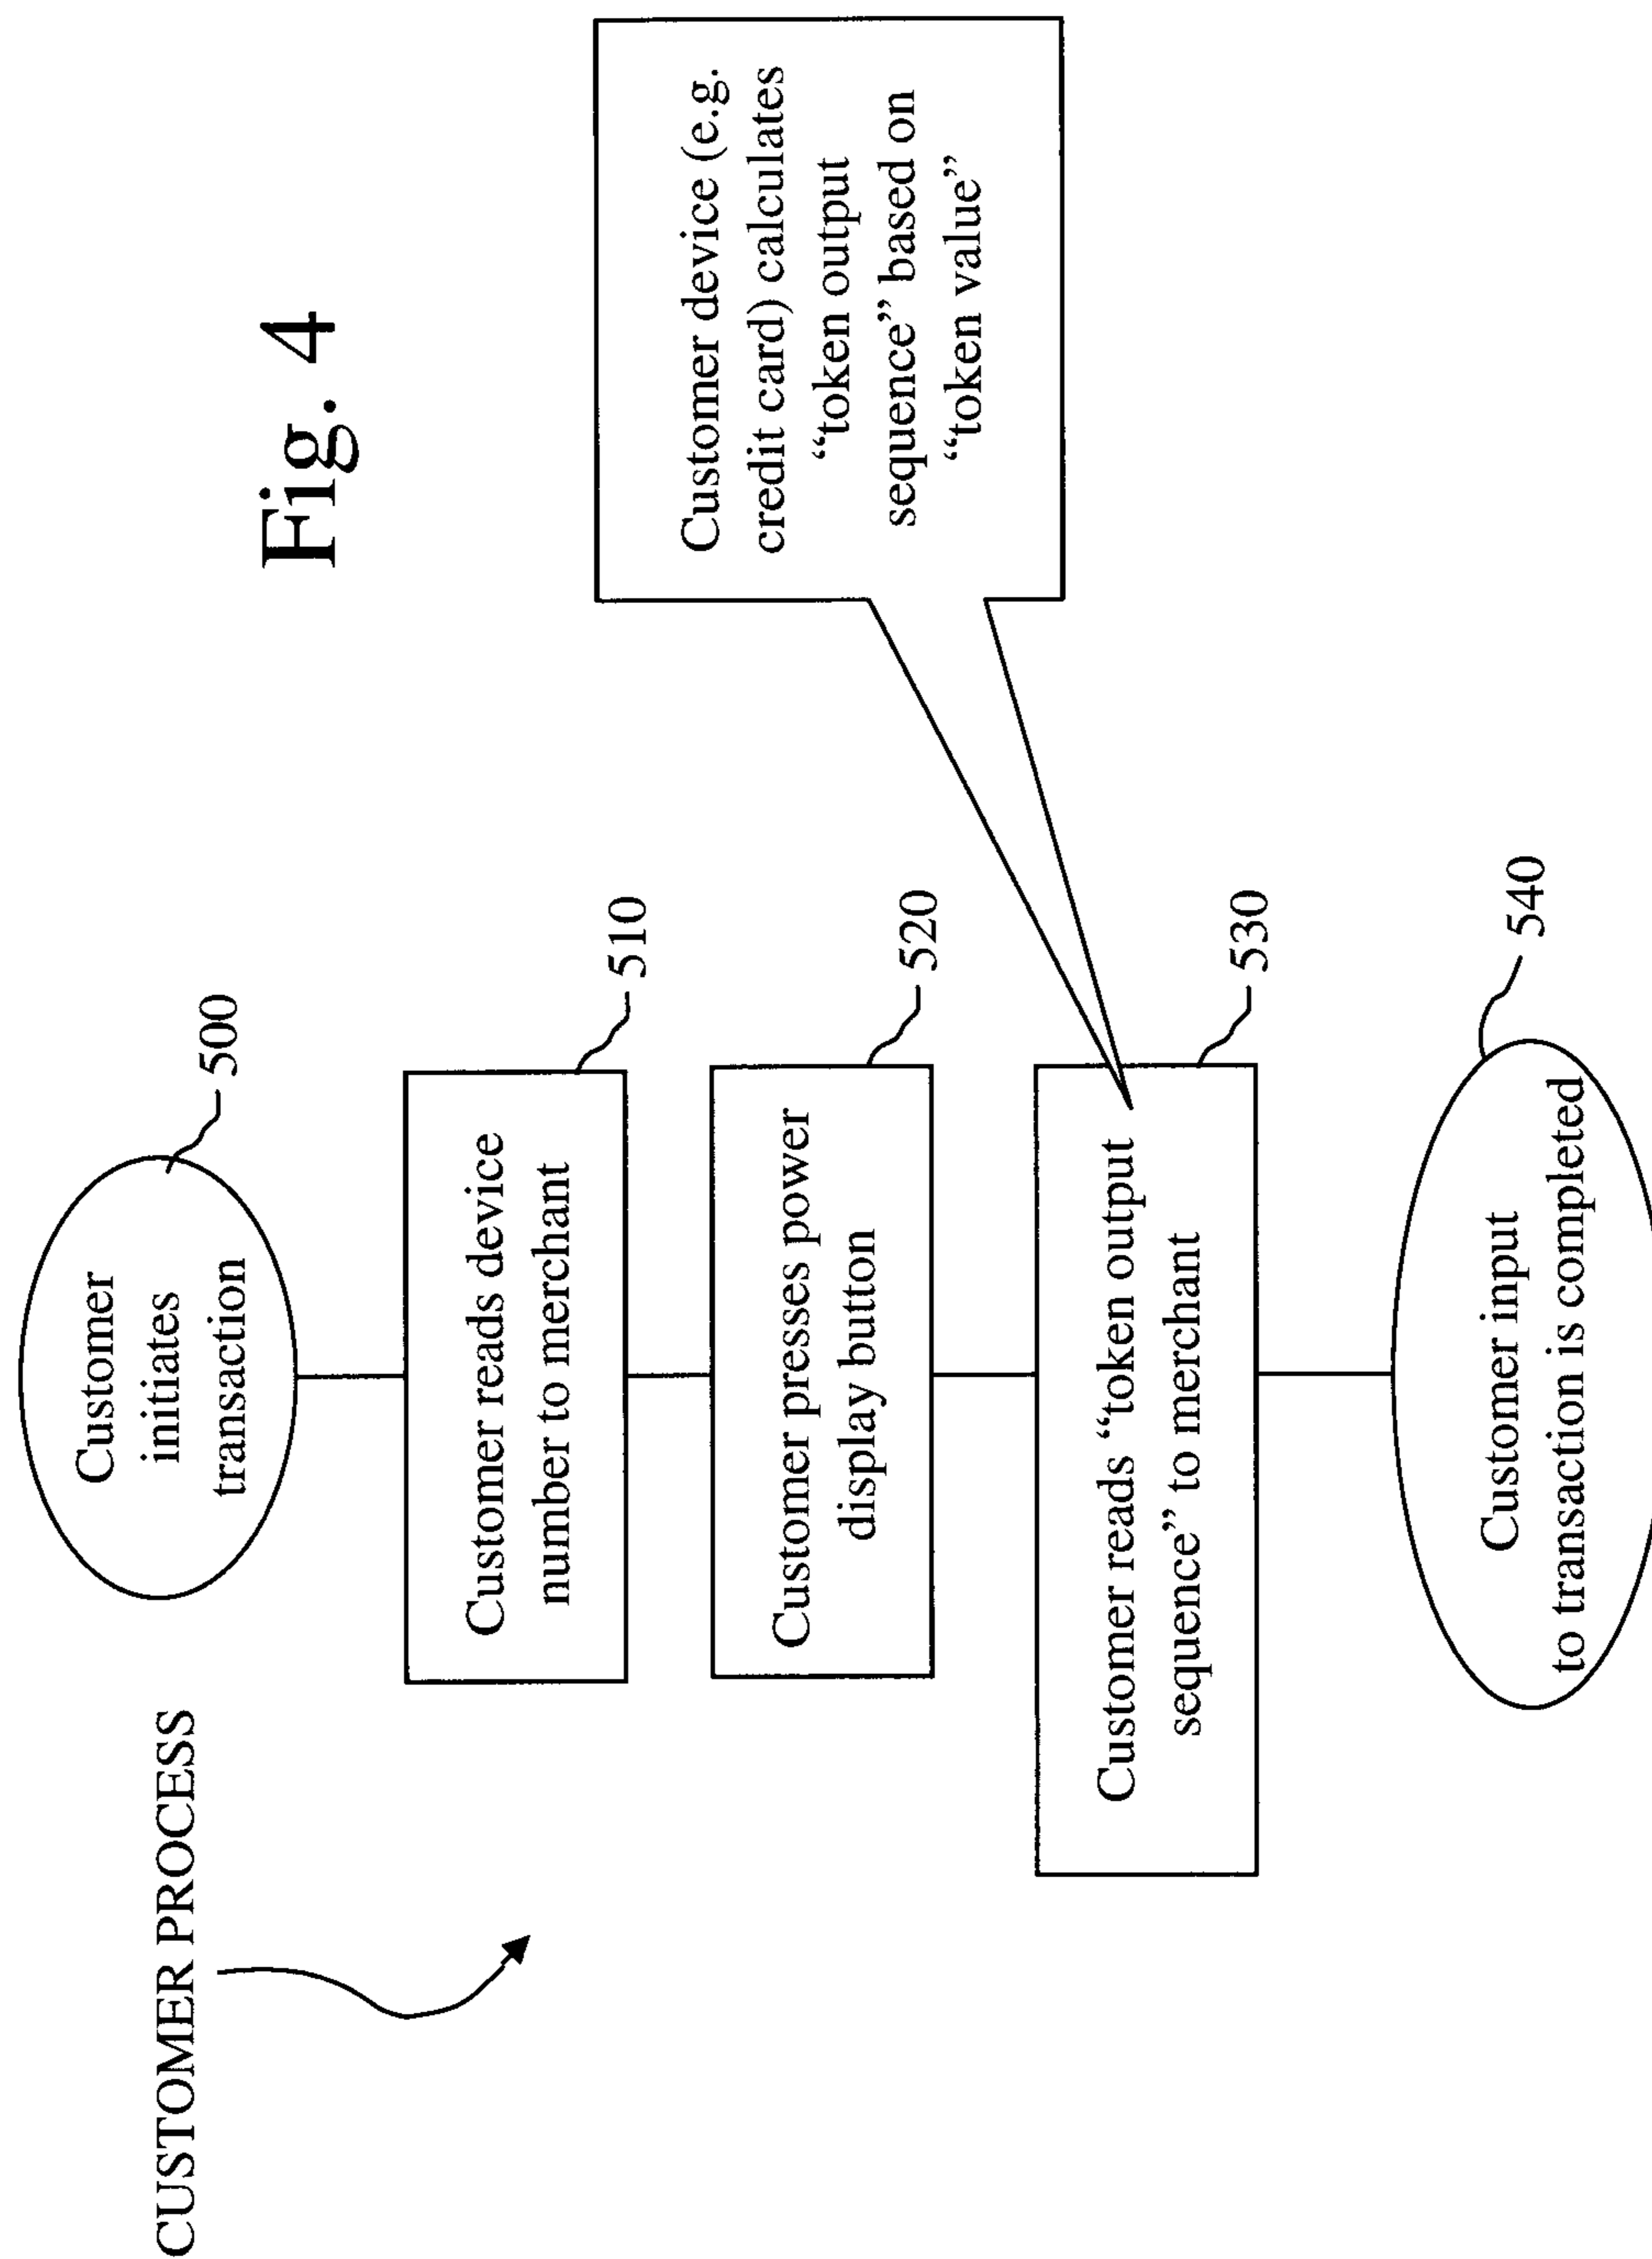 Fig. 4
CUSTOMER PROCESS
Customer
initiates
transaction
500
Customer reads device
number to merchant
510
Customer presses power
display button
520
Customer reads “token output
sequence” to merchant
530
Customer device (e.g.
credit card) calculates
“token output
sequence” based on
“token value”
Customer input
to transaction is completed
540